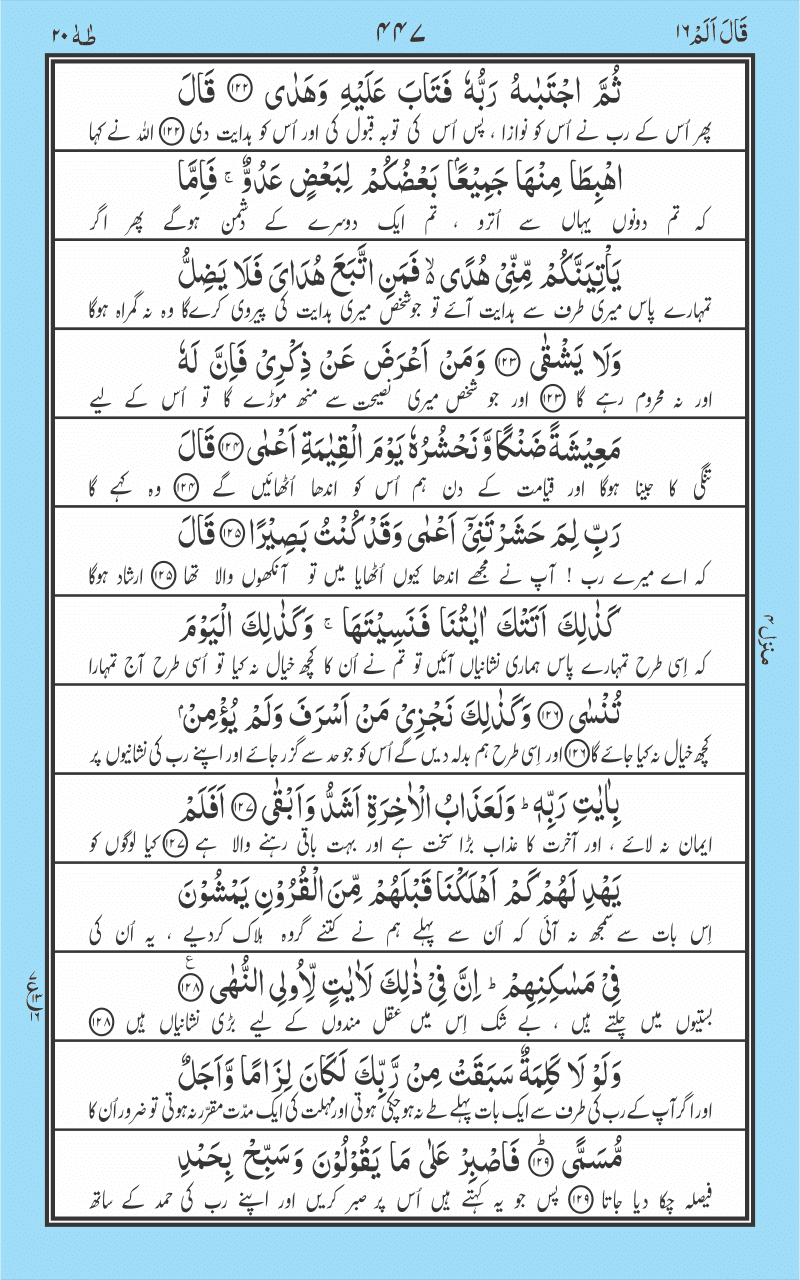 قَالَ اَلَمْ ١٦ ٤٤٧ طٰهٰ ٢٠
ثُمَّ اجْتَبٰىهُ رَبُّهٗ فَتَابَ عَلَيْهِ وَهَدٰى ١٢٢ قَالَ
پھر اُس کے رب نے اُس کو نوازا ، پس اُس کی توبہ قبول کی اور اُس کو ہدایت دی ١٢٢ اللہ نے کہا
اهْبِطَا مِنْهَا جَمِيْعًاۢ بَعْضُكُمْ لِبَعْضٍ عَدُوٌّ ۚ فَاِمَّا
کہ تم دونوں یہاں سے اُترو ، تم ایک دوسرے کے دشمن ہوگے پھر اگر
يَاْتِيَنَّكُمْ مِّنِّيْ هُدًى ۙ فَمَنِ اتَّبَعَ هُدَايَ فَلَا يَضِلُّ
تمہارے پاس میری طرف سے ہدایت آئے تو جو شخص میری ہدایت کی پیروی کرے گا وہ نہ گمراہ ہوگا
وَلَا يَشْقٰى ١٢٣ وَمَنْ اَعْرَضَ عَنْ ذِكْرِيْ فَاِنَّ لَهٗ
اور نہ محروم رہے گا ١٢٣ اور جو شخص میری نصیحت سے منھ موڑے گا تو اُس کے لیے
مَعِيْشَةً ضَنْكًا وَّنَحْشُرُهٗ يَوْمَ الْقِيٰمَةِ اَعْمٰى ١٢٤ قَالَ
تنگی کا جینا ہوگا اور قیامت کے دن ہم اُس کو اندھا اُٹھائیں گے ١٢٤ وہ کہے گا
رَبِّ لِمَ حَشَرْتَنِيْٓ اَعْمٰى وَقَدْ كُنْتُ بَصِيْرًا ١٢٥ قَالَ
کہ اے میرے رب ! آپ نے مجھے اندھا کیوں اُٹھایا میں تو آنکھوں والا تھا ١٢٥ ارشاد ہوگا
كَذٰلِكَ اَتَتْكَ اٰيٰتُنَا فَنَسِيْتَهَا ۚ وَكَذٰلِكَ الْيَوْمَ
کہ اِسی طرح تمہارے پاس ہماری نشانیاں آئیں تو تم نے اُن کا کچھ خیال نہ کیا تو اُسی طرح آج تمہارا
منزل ٤
تُنْسٰى ١٢٦ وَكَذٰلِكَ نَجْزِيْ مَنْ اَسْرَفَ وَلَمْ يُؤْمِنْۢ
کچھ خیال نہ کیا جائے گا ١٢٦ اور اِسی طرح ہم بدلہ دیں گے اُس کو جو حد سے گزر جائے اور اپنے رب کی نشانیوں پر
بِاٰيٰتِ رَبِّهٖ ؕ وَلَعَذَابُ الْاٰخِرَةِ اَشَدُّ وَاَبْقٰى ١٢٧ اَفَلَمْ
ایمان نہ لائے ، اور آخرت کا عذاب بڑا سخت ہے اور بہت باقی رہنے والا ہے ١٢٧ کیا لوگوں کو
يَهْدِ لَهُمْ كَمْ اَهْلَكْنَا قَبْلَهُمْ مِّنَ الْقُرُوْنِ يَمْشُوْنَ
اِس بات سے سمجھ نہ آئی کہ اُن سے پہلے ہم نے کتنے گروہ ہلاک کردیے ، یہ اُن کی
فِيْ مَسٰكِنِهِمْ ؕ اِنَّ فِيْ ذٰلِكَ لَاٰيٰتٍ لِّاُولِي النُّهٰى ١٢٨ ع
٧ ع ١٣ ١٦
بستیوں میں چلتے ہیں ، بے شک اِس میں عقل مندوں کے لیے بڑی نشانیاں ہیں ١٢٨
وَلَوْ لَا كَلِمَةٌ سَبَقَتْ مِنْ رَّبِّكَ لَكَانَ لِزَامًا وَّاَجَلٌ
اور اگر آپ کے رب کی طرف سے ایک بات پہلے طے نہ ہوچکی ہوتی اور مہلت کی ایک مدّت مقرّر نہ ہوتی تو ضرور اُن کا
مُّسَمًّى ؕ ١٢٩ فَاصْبِرْ عَلٰى مَا يَقُوْلُوْنَ وَسَبِّحْ بِحَمْدِ
فیصلہ چکا دیا جاتا ١٢٩ پس جو یہ کہتے ہیں اُس پر صبر کریں اور اپنے رب کی حمد کے ساتھ